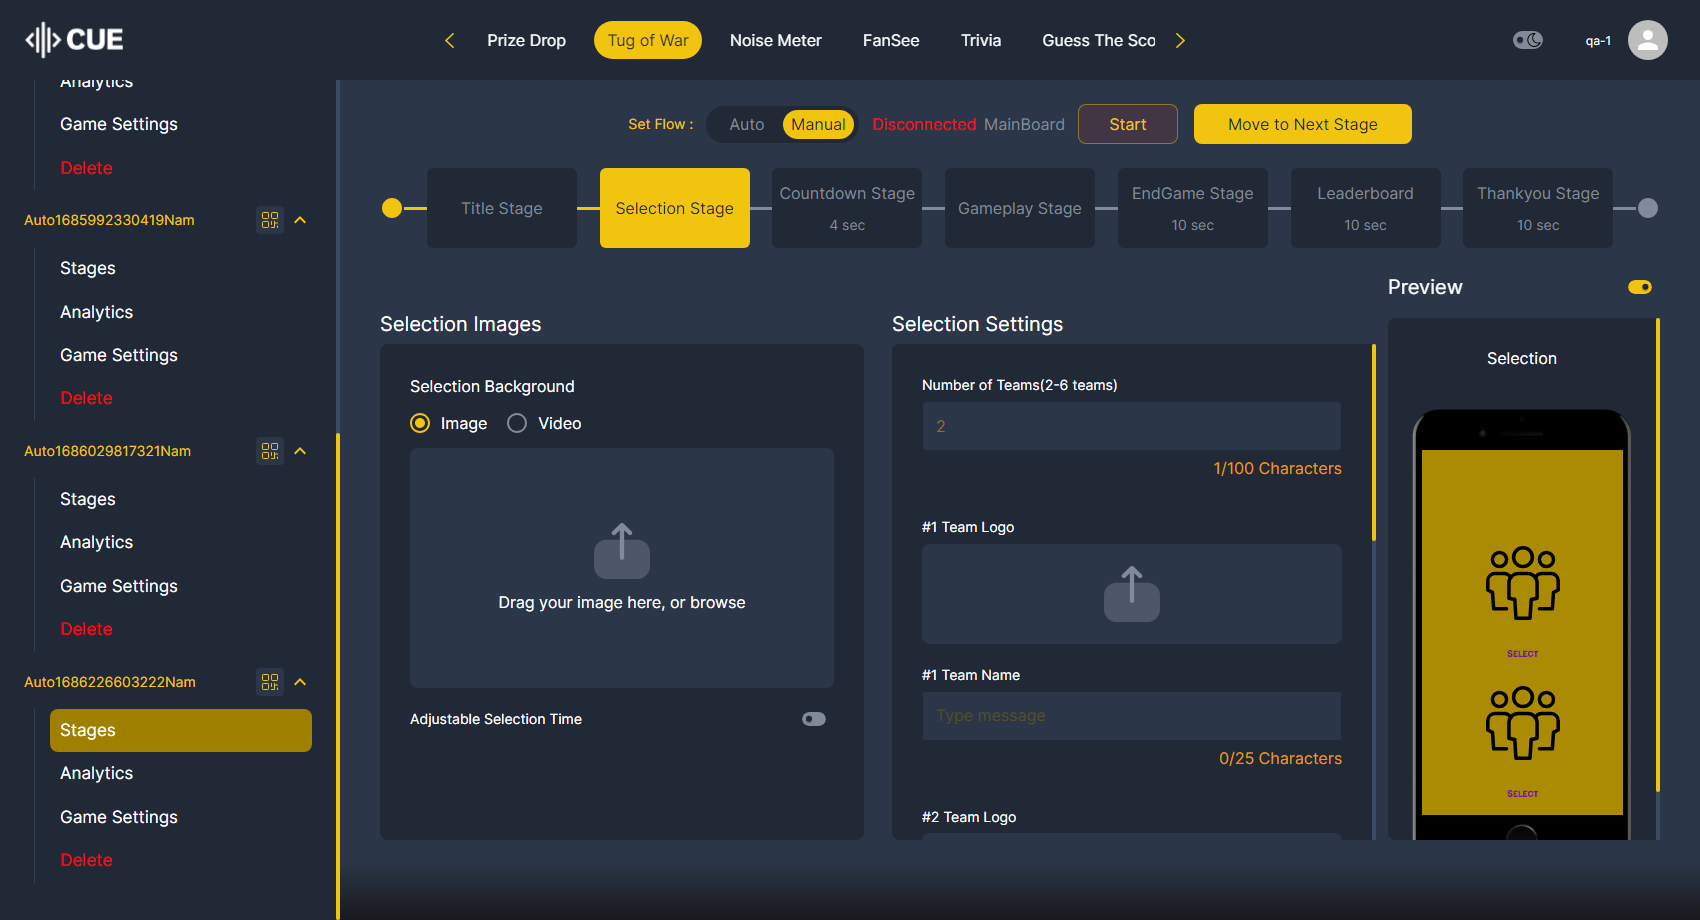 CUE
Prize Drop
Tug of War
Noise Meter
FanSee
Trivia
Guess The Sco
qa-1
Analytics
Game Settings
Delete
Auto1685992330419Nam
Stages
Analytics
Game Settings
Delete
Auto1686029817321Nam
Stages
Analytics
Game Settings
Delete
Auto1686226603222Nam
Stages
Analytics
Game Settings
Delete
Set Flow :
Auto
Manual
Disconnected MainBoard
Start
Move to Next Stage
Title Stage
Selection Stage
Countdown Stage
4 sec
Gameplay Stage
EndGame Stage
10 sec
Leaderboard
10 sec
Thankyou Stage
10 sec
Selection Images
Selection Background
Image
Video
Drag your image here, or browse
Adjustable Selection Time
Selection Settings
Number of Teams(2-6 teams)
2
1/100 Characters
#1 Team Logo
#1 Team Name
Type message
0/25 Characters
#2 Team Logo
Preview
Selection
SELECT
SELECT